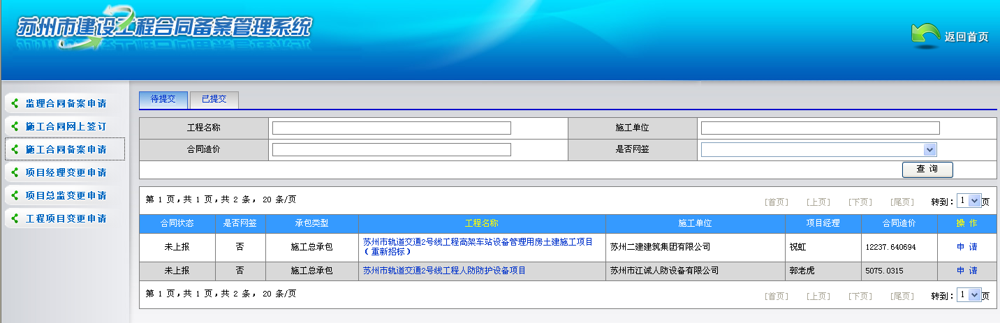 苏州市建设工程合同备案管理系统
返回首页
监理合同备案申请
施工合同网上签订
施工合同备案申请
项目经理变更申请
项目总监变更申请
工程项目变更申请
待提交 已提交
工程名称 施工单位
合同造价 是否网签
查 询
第 1 页,共 1 页,共 2 条, 20 条/页 [首页] [上页] [下页] [尾页] 转到: 1 页
合同状态 是否网签 承包类型 工程名称 施工单位 项目经理 合同造价 操 作
未上报 否 施工总承包 苏州市轨道交通2号线工程高架车站设备管理用房土建施工项目
(重新招标) 苏州二建建筑集团有限公司 祝虹 12237.640694 申 请
未上报 否 施工总承包 苏州市轨道交通2号线工程人防防护设备项目 苏州市江诚人防设备有限公司 郭老虎 5075.0315 申 请
第 1 页,共 1 页,共 2 条, 20 条/页 [首页] [上页] [下页] [尾页] 转到: 1 页